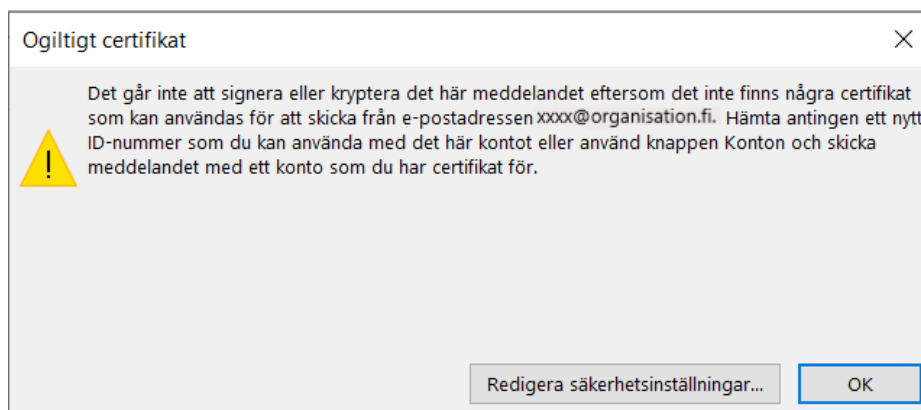 Ogiltigt certifikat
Det går inte att signera eller kryptera det här meddelandet eftersom det inte finns några certifikat
som kan användas för att skicka från e-postadressen xxxx@organisation.fi. Hämta antingen ett nytt
ID-nummer som du kan använda med det här kontot eller använd knappen Konton och skicka
meddelandet med ett konto som du har certifikat för.
Redigera säkerhetsinställningar... OK